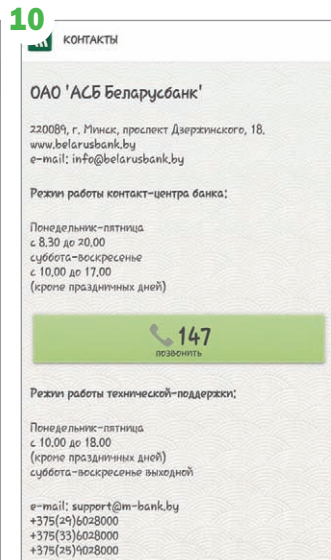 10
КОНТАКТЫ
ОАО 'АСБ Беларусбанк'
220089, г. Минск, проспект Дзержинского, 18.
www.belarusbank.by
e-mail: info@belarusbank.by
Режим работы контакт-центра банка:
Понедельник-пятница
с 8.30 до 20.00
суббота-воскресенье
с 10.00 до 17.00
(кроме праздничных дней)
147
ПОЗВОНИТЬ
Режим работы технической-поддержки:
Понедельник-пятница
с 10.00 до 18.00
(кроме праздничных дней)
суббота-воскресенье выходной
e-mail: support@m-bank.by
+375(29)6028000
+375(33)6028000
+375(25)9028000